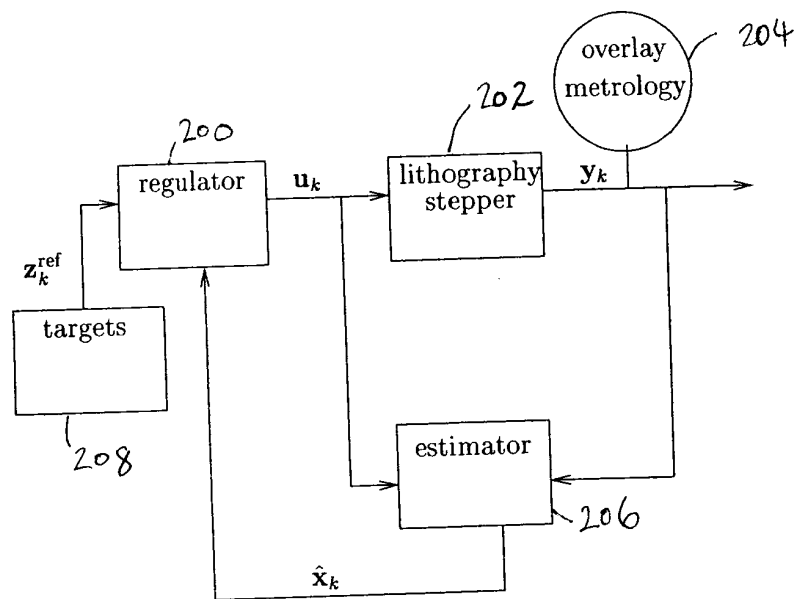 overlay
metrology
204
200
202
regulator
u_k
lithography
stepper
y_k
z_k^ref
targets
208
estimator
206
x̂_k